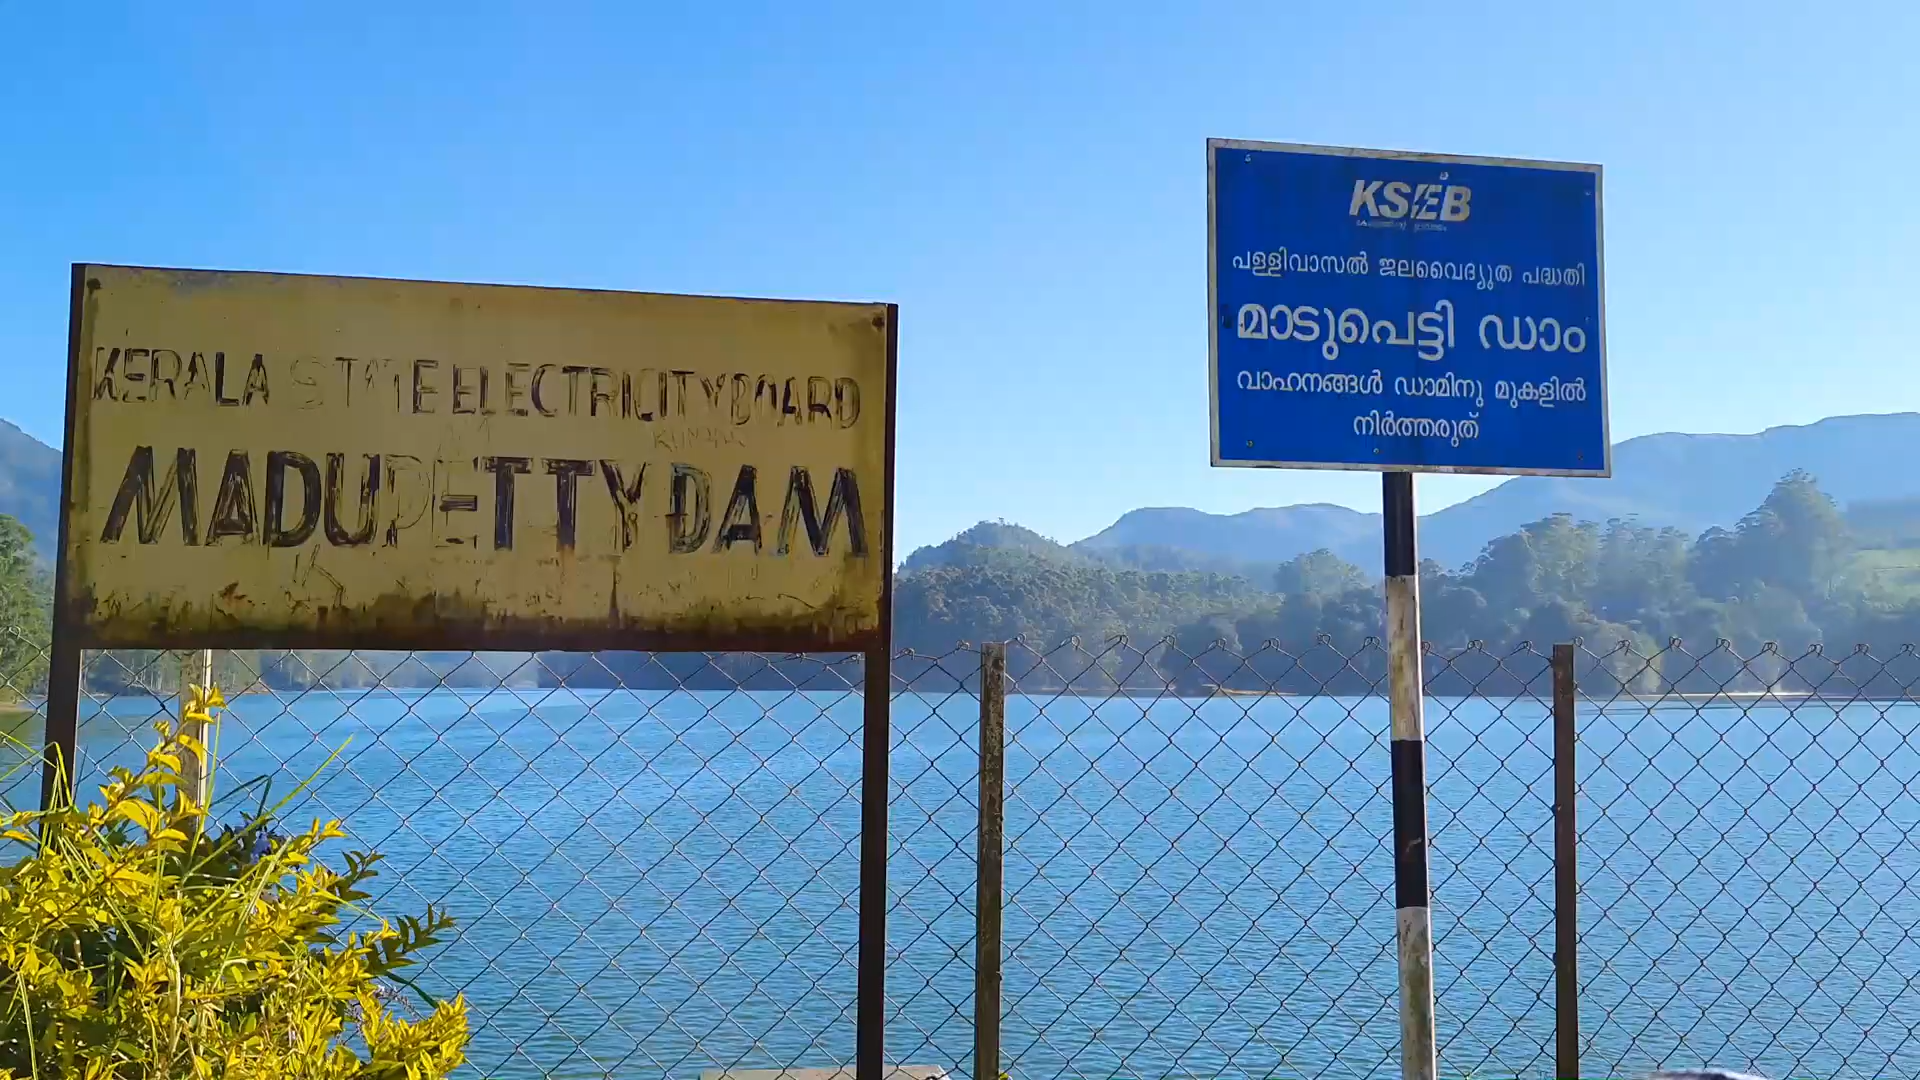 KERALA STATE ELECTRICITY BOARD
MADUPETTY DAM
KSEB
പള്ളിവാസൽ ജലവൈദ്യുത പദ്ധതി
മാടുപെട്ടി ഡാം
വാഹനങ്ങൾ ഡാമിനു മുകളിൽ
നിർത്തരുത്